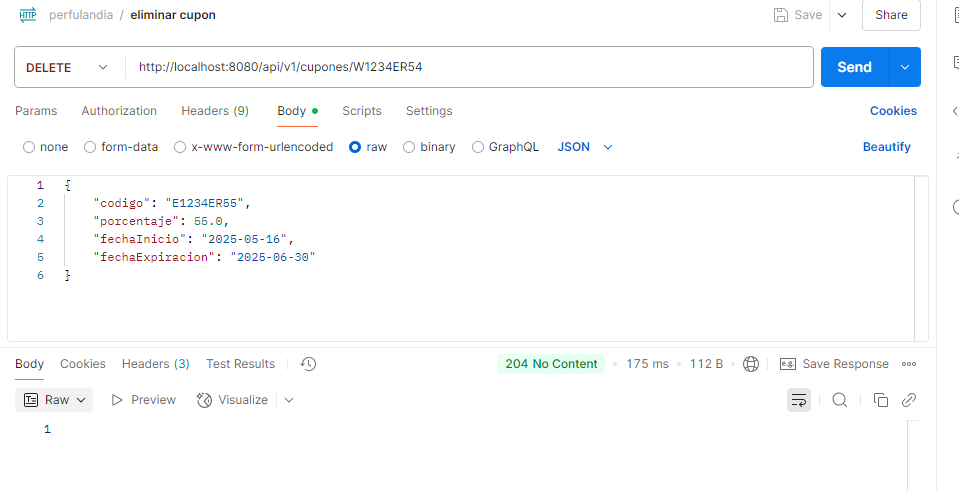 HTTP perfulandia / eliminar cupon Save Share
DELETE http://localhost:8080/api/v1/cupones/W1234ER54 Send
Params Authorization Headers (9) Body Scripts Settings Cookies
none form-data x-www-form-urlencoded raw binary GraphQL JSON Beautify
1 {
2 "codigo": "E1234ER55",
3 "porcentaje": 55.0,
4 "fechaInicio": "2025-05-16",
5 "fechaExpiracion": "2025-06-30"
6 }
Body Cookies Headers (3) Test Results 204 No Content 175 ms 112 B e.g. Save Response
Raw Preview Visualize
1